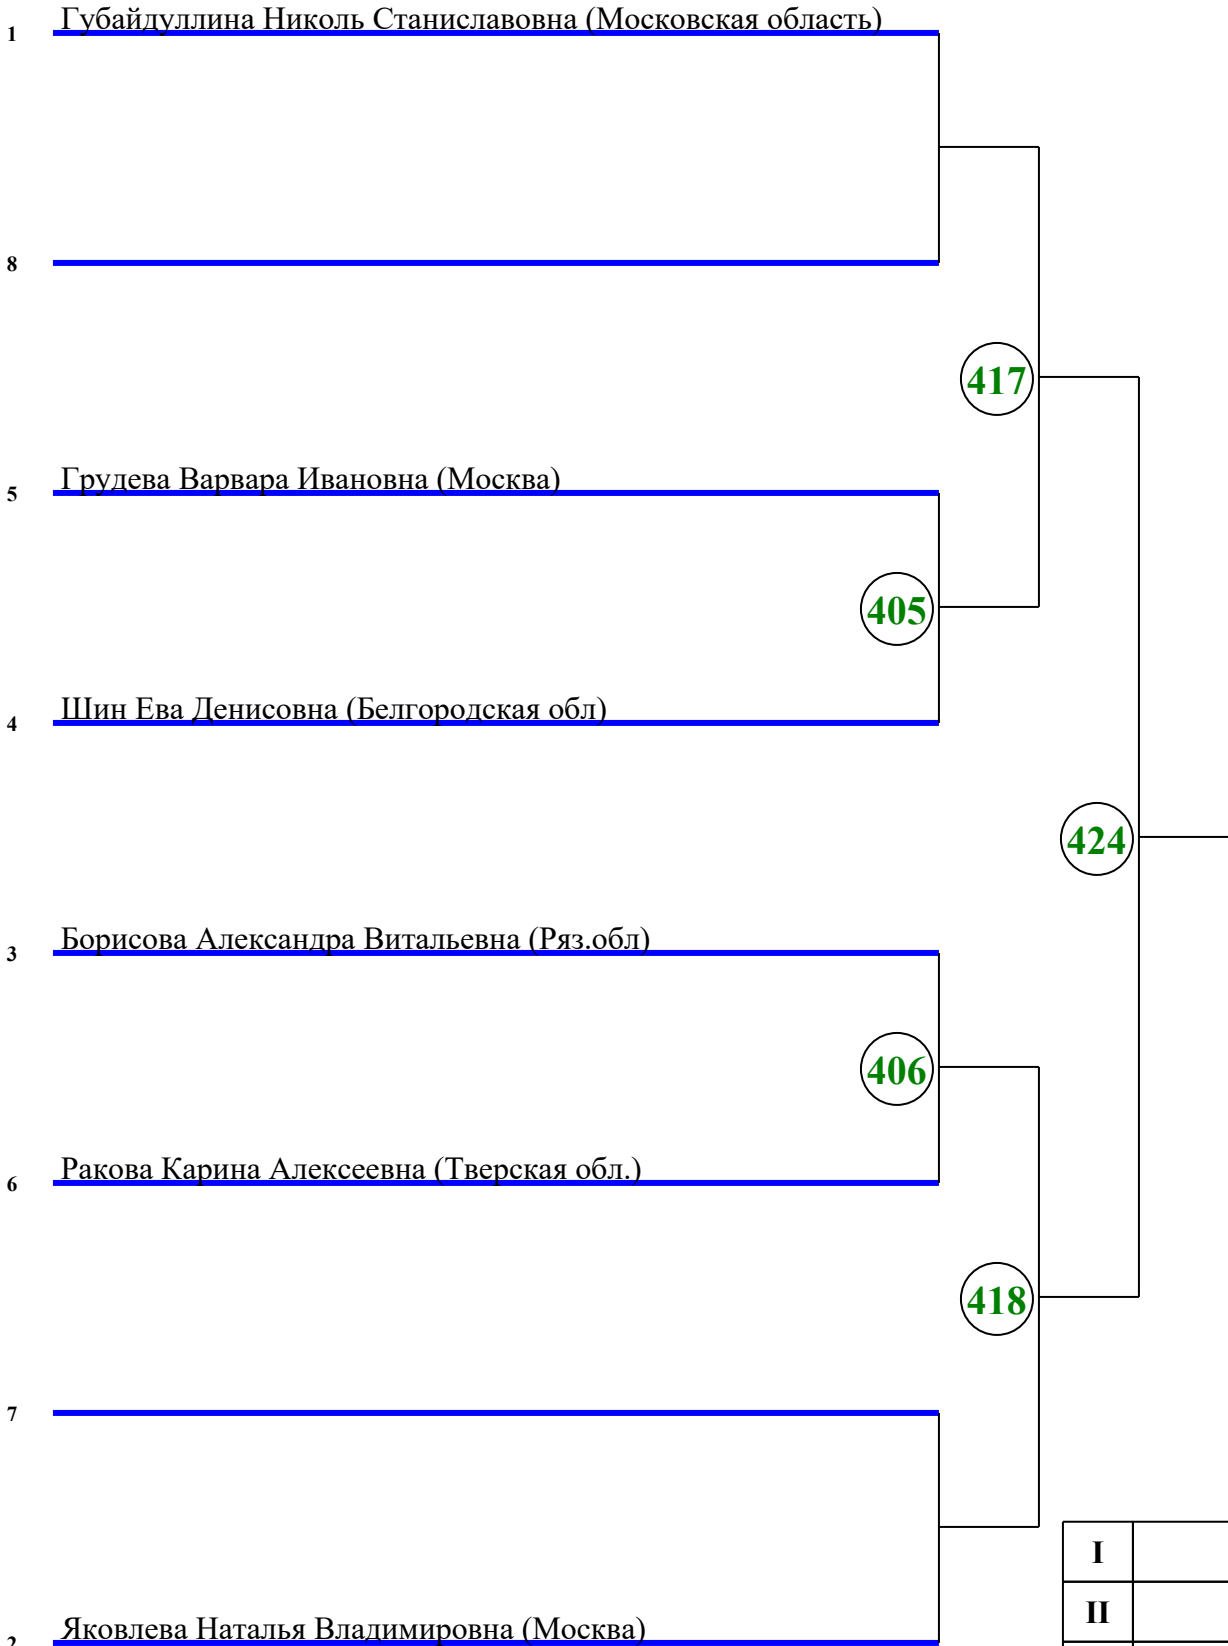 1 Губайдуллина Николь Станиславовна (Московская область)
8
417
5 Грудева Варвара Ивановна (Москва)
405
4 Шин Ева Денисовна (Белгородская обл)
424
3 Борисова Александра Витальевна (Ряз.обл)
406
6 Ракова Карина Алексеевна (Тверская обл.)
418
7
I
II
2 Яковлева Наталья Владимировна (Москва)